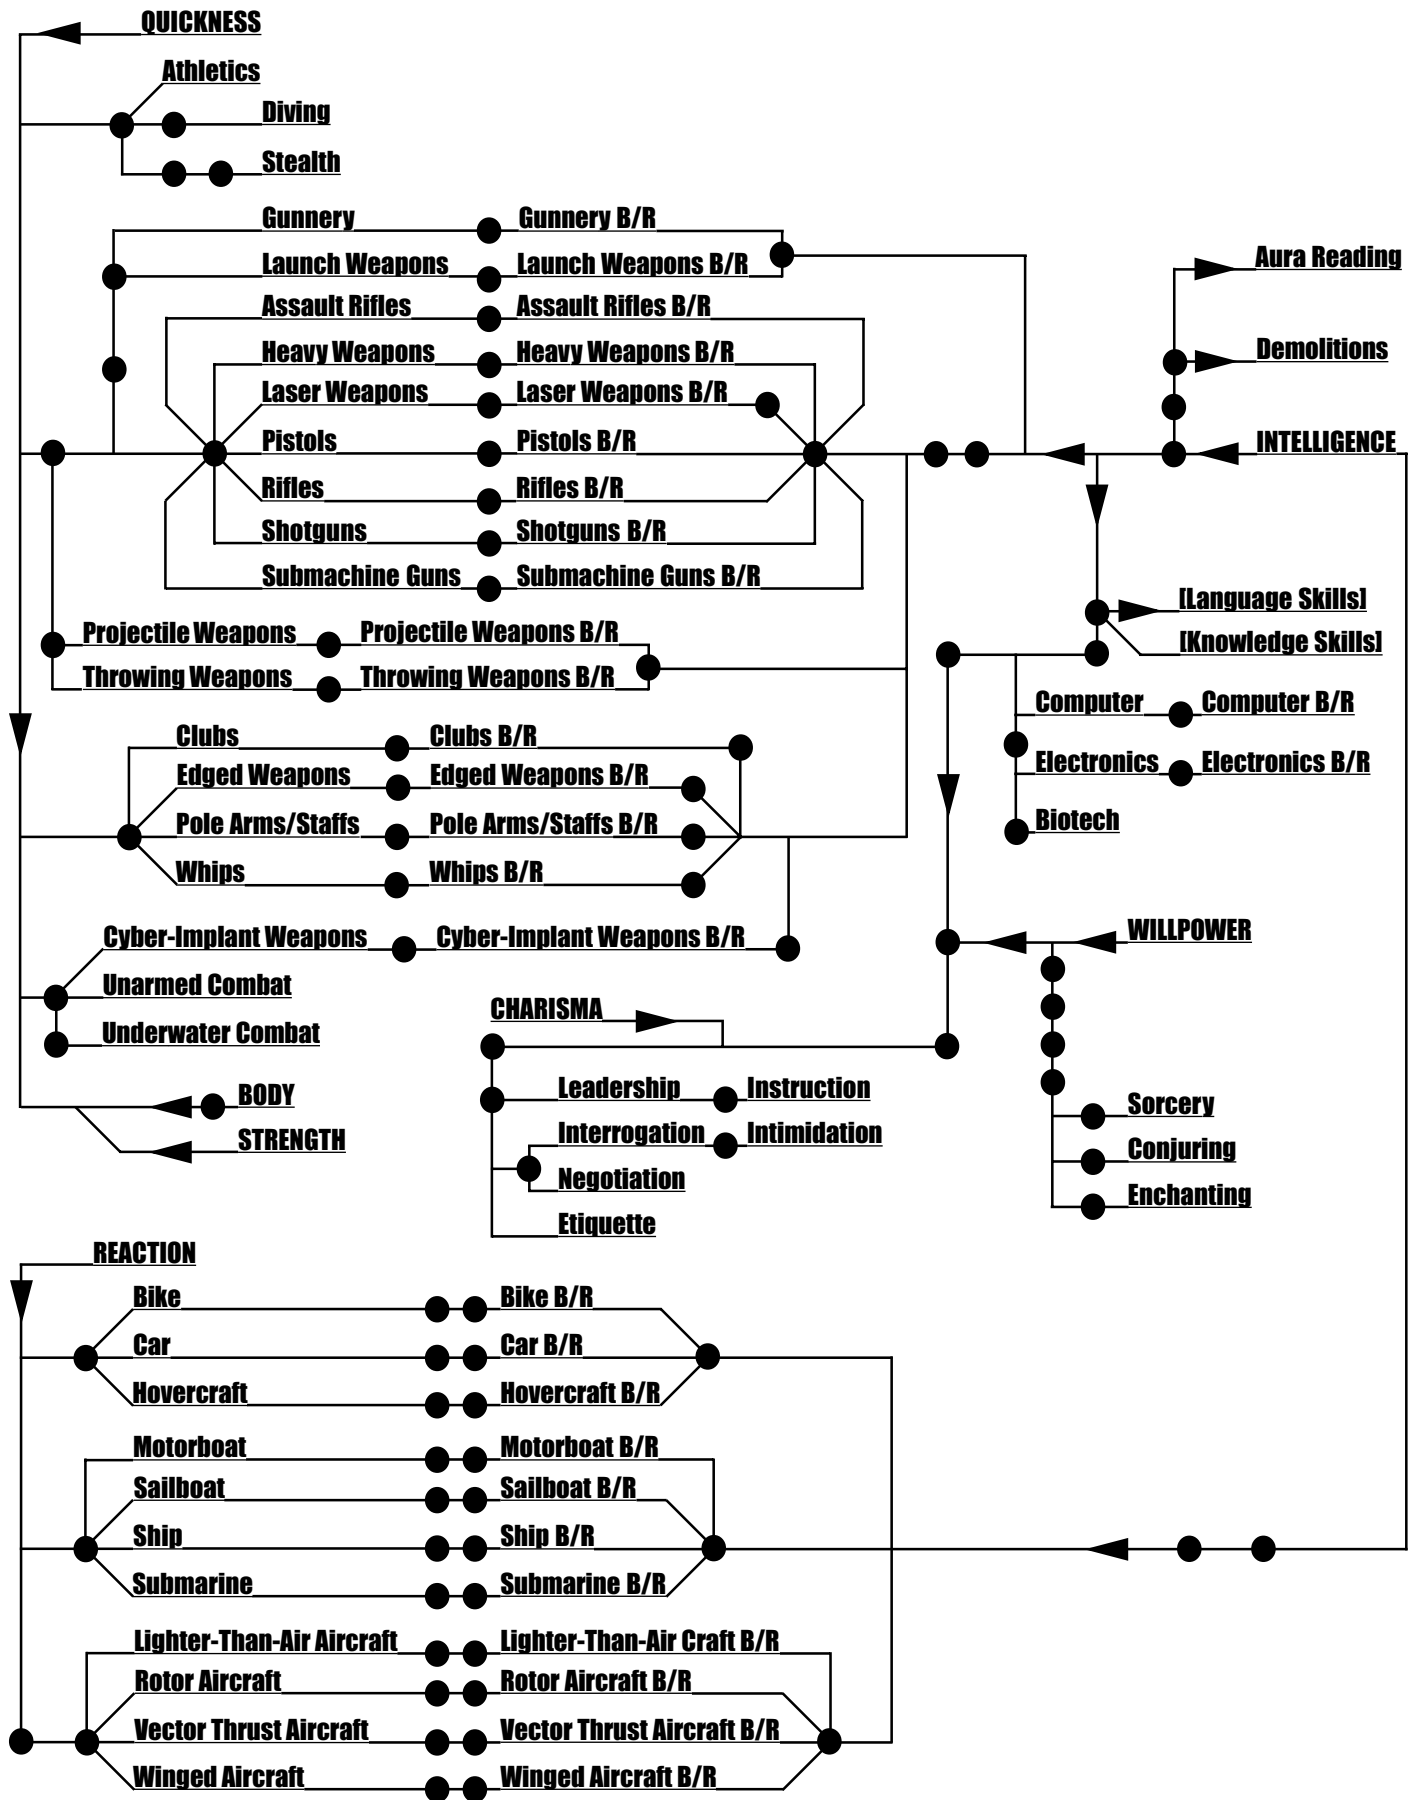 QUICKNESS
Athletics
Diving
Stealth
Gunnery
Gunnery B/R
Launch Weapons
Launch Weapons B/R
Aura Reading
Assault Rifles
Assault Rifles B/R
Heavy Weapons
Heavy Weapons B/R
Demolitions
Laser Weapons
Laser Weapons B/R
Pistols
Pistols B/R
INTELLIGENCE
Rifles
Rifles B/R
Shotguns
Shotguns B/R
Submachine Guns
Submachine Guns B/R
[Language Skills]
Projectile Weapons
Projectile Weapons B/R
[Knowledge Skills]
Throwing Weapons
Throwing Weapons B/R
Computer
Computer B/R
Clubs
Clubs B/R
Electronics
Electronics B/R
Edged Weapons
Edged Weapons B/R
Pole Arms/Staffs
Pole Arms/Staffs B/R
Biotech
Whips
Whips B/R
Cyber-Implant Weapons
Cyber-Implant Weapons B/R
WILLPOWER
Unarmed Combat
CHARISMA
Underwater Combat
BODY
Leadership
Instruction
Sorcery
STRENGTH
Interrogation
Intimidation
Conjuring
Negotiation
Enchanting
Etiquette
REACTION
Bike
Bike B/R
Car
Car B/R
Hovercraft
Hovercraft B/R
Motorboat
Motorboat B/R
Sailboat
Sailboat B/R
Ship
Ship B/R
Submarine
Submarine B/R
Lighter-Than-Air Aircraft
Lighter-Than-Air Craft B/R
Rotor Aircraft
Rotor Aircraft B/R
Vector Thrust Aircraft
Vector Thrust Aircraft B/R
Winged Aircraft
Winged Aircraft B/R